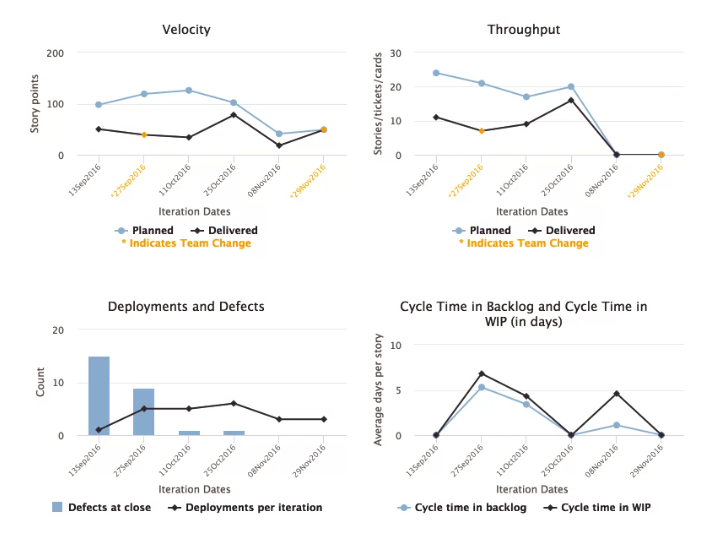 Velocity
Story points
200
100
0
13Sep2016
*27Sep2016
11Oct2016
25Oct2016
08Nov2016
*29Nov2016
Iteration Dates
Planned Delivered
* Indicates Team Change
Throughput
Stories/tickets/cards
30
20
10
0
13Sep2016
*27Sep2016
11Oct2016
25Oct2016
08Nov2016
*29Nov2016
Iteration Dates
Planned Delivered
* Indicates Team Change
Deployments and Defects
Count
20
10
0
13Sep2016
27Sep2016
11Oct2016
25Oct2016
08Nov2016
29Nov2016
Iteration Dates
Defects at close Deployments per iteration
Cycle Time in Backlog and Cycle Time in
WIP (in days)
Average days per story
10
5
0
13Sep2016
27Sep2016
11Oct2016
25Oct2016
08Nov2016
29Nov2016
Iteration Dates
Cycle time in backlog Cycle time in WIP